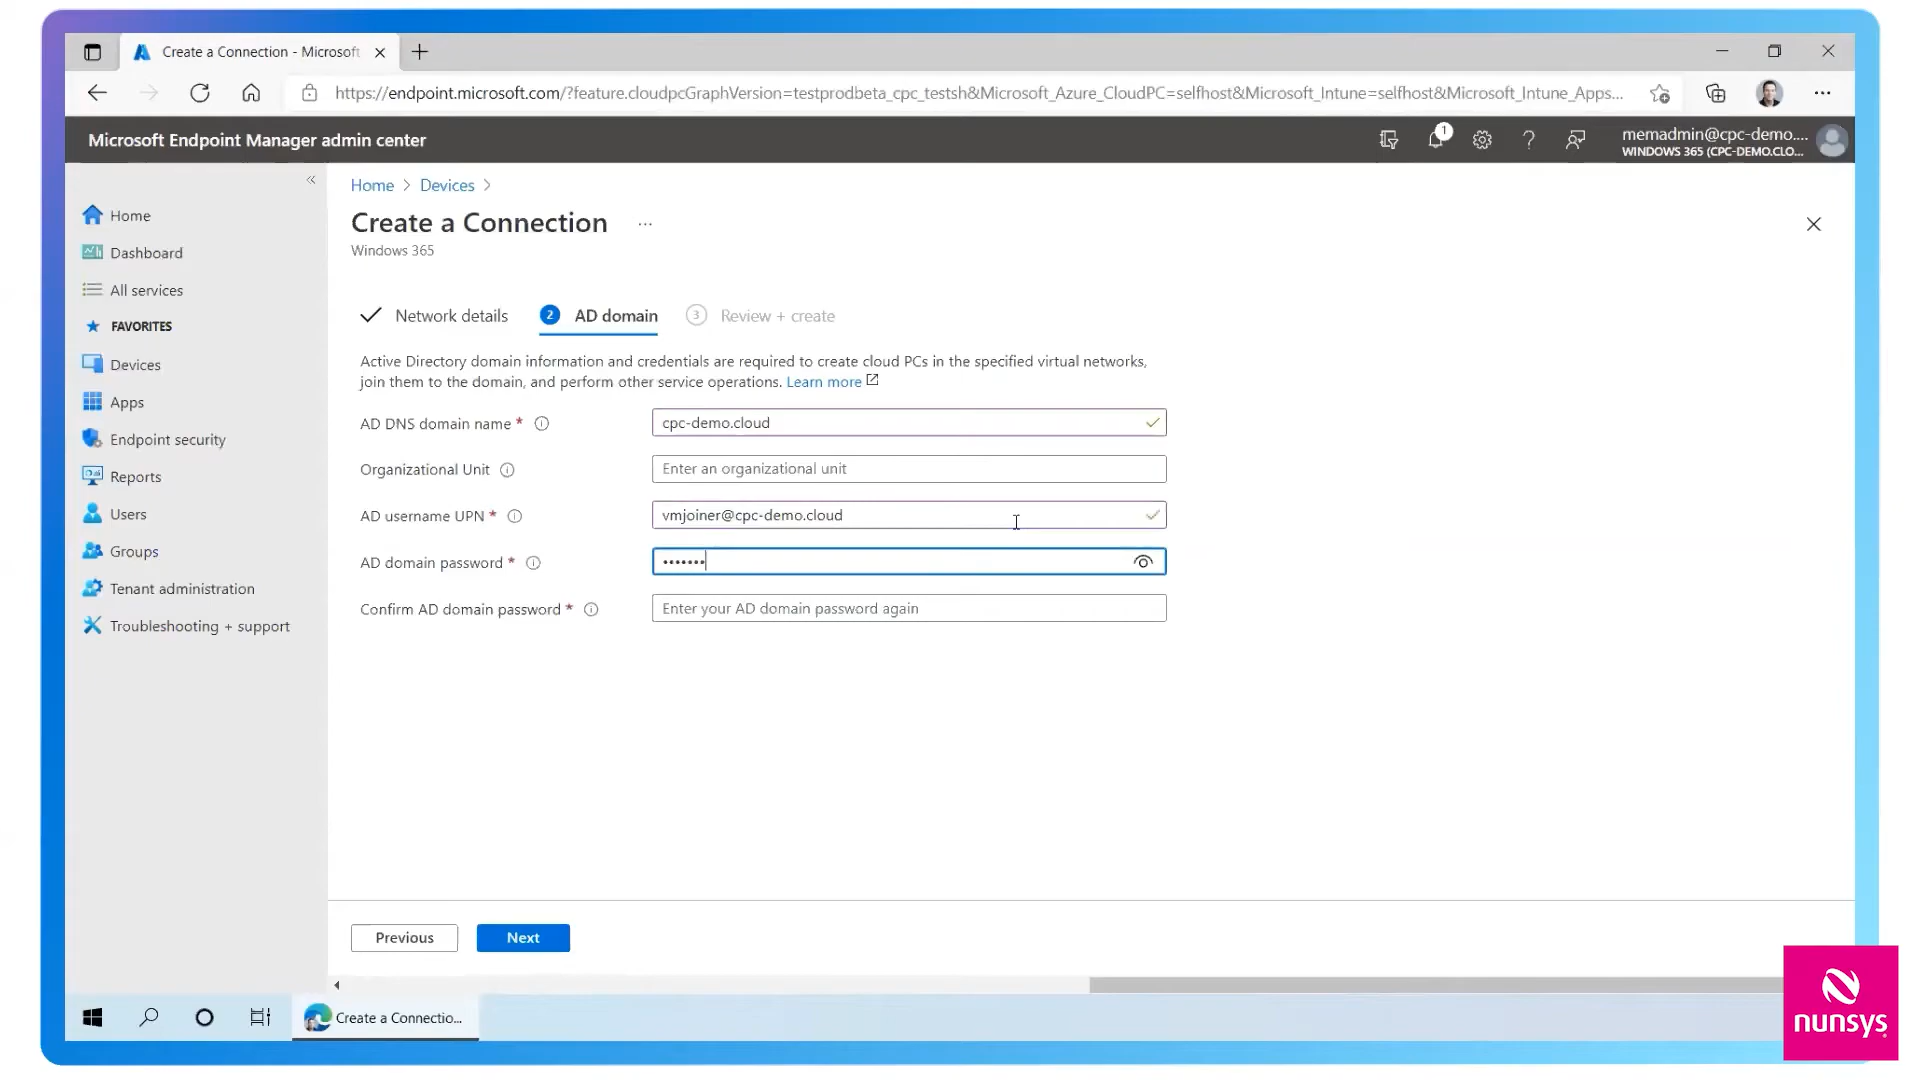 Create a Connection - Microsoft
https://endpoint.microsoft.com/?feature.cloudpcGraphVersion=testprodbeta_cpc_testsh&Microsoft_Azure_CloudPC=selfhost&Microsoft_Intune=selfhost&Microsoft_Intune_Apps...
Microsoft Endpoint Manager admin center
1
memadmin@cpc-demo....
WINDOWS 365 (CPC-DEMO.CLO...
Home
Dashboard
All services
FAVORITES
Devices
Apps
Endpoint security
Reports
Users
Groups
Tenant administration
Troubleshooting + support
Home > Devices >
Create a Connection ...
Windows 365
Network details
2 AD domain
3 Review + create
Active Directory domain information and credentials are required to create cloud PCs in the specified virtual networks,
join them to the domain, and perform other service operations. Learn more
AD DNS domain name * cpc-demo.cloud
Organizational Unit Enter an organizational unit
AD username UPN * vmjoiner@cpc-demo.cloud
AD domain password * •••••••
Confirm AD domain password * Enter your AD domain password again
Previous
Next
Create a Connectio...
nunsys